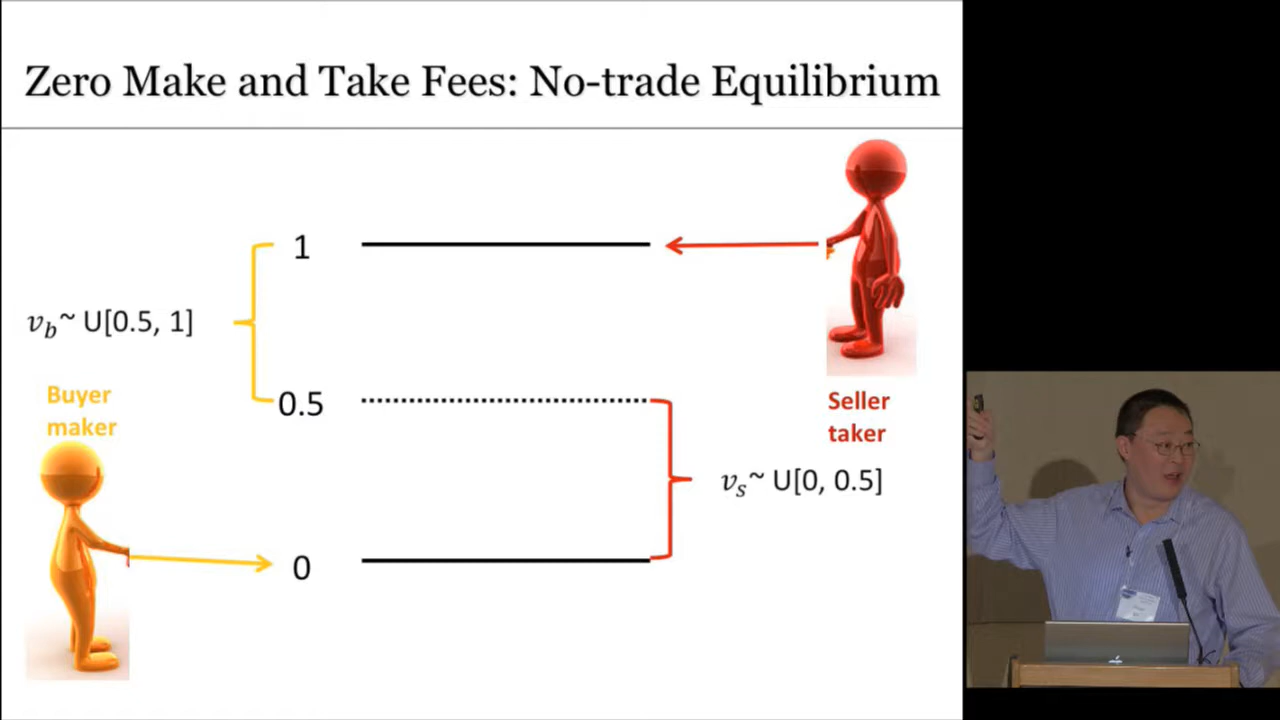 Zero Make and Take Fees: No-trade Equilibrium
1
v_b ~ U[0.5, 1]
Buyer
maker
0.5
Seller
taker
v_s ~ U[0, 0.5]
0